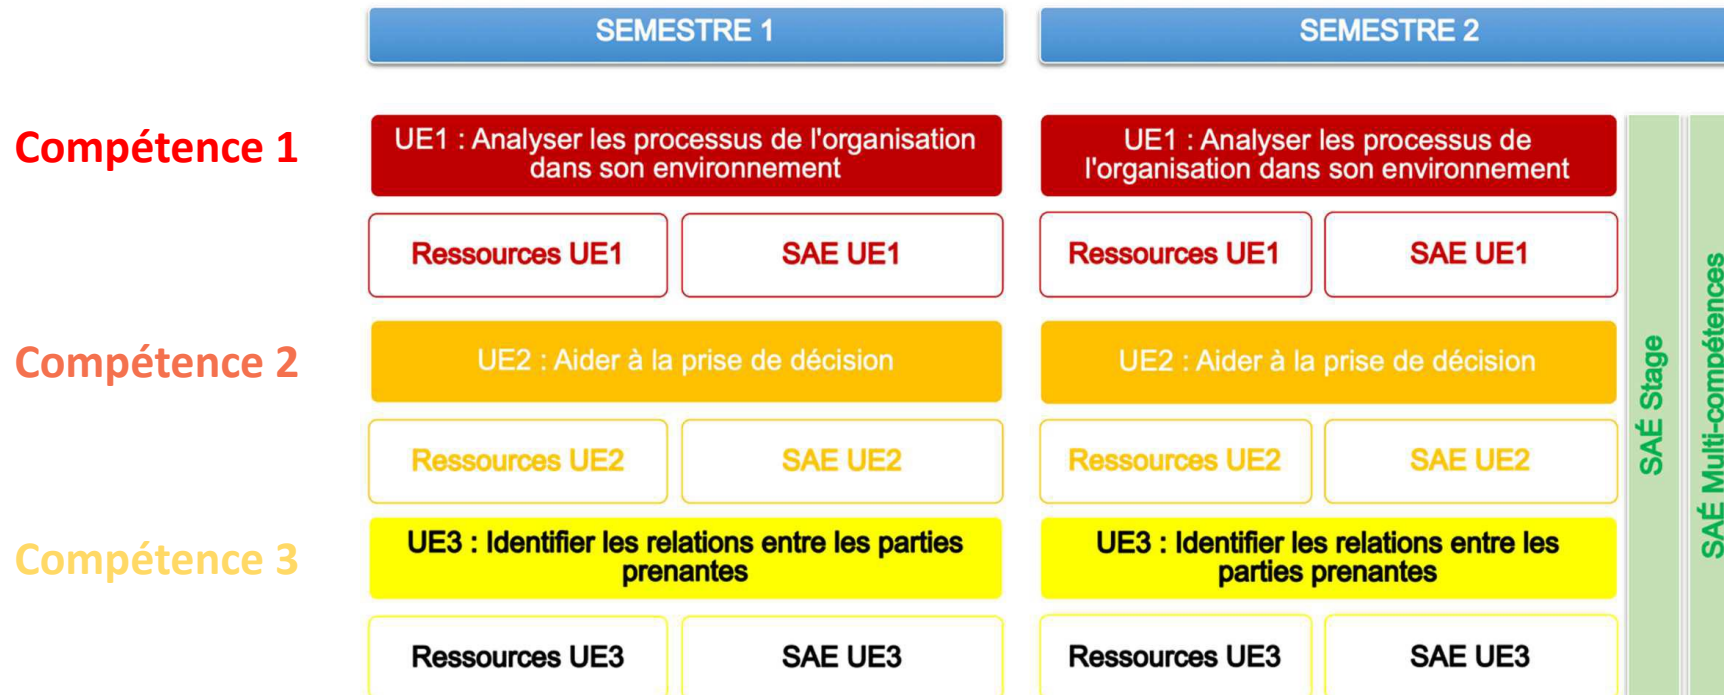 SEMESTRE 1
SEMESTRE 2
Compétence 1
UE1 : Analyser les processus de l'organisation
dans son environnement
UE1 : Analyser les processus de
l'organisation dans son environnement
Ressources UE1
SAE UE1
Ressources UE1
SAE UE1
Compétence 2
UE2 : Aider à la prise de décision
UE2 : Aider à la prise de décision
Ressources UE2
SAE UE2
Ressources UE2
SAE UE2
Compétence 3
UE3 : Identifier les relations entre les parties
prenantes
UE3 : Identifier les relations entre les
parties prenantes
Ressources UE3
SAE UE3
Ressources UE3
SAE UE3
SAÉ Stage
SAÉ Multi-compétences